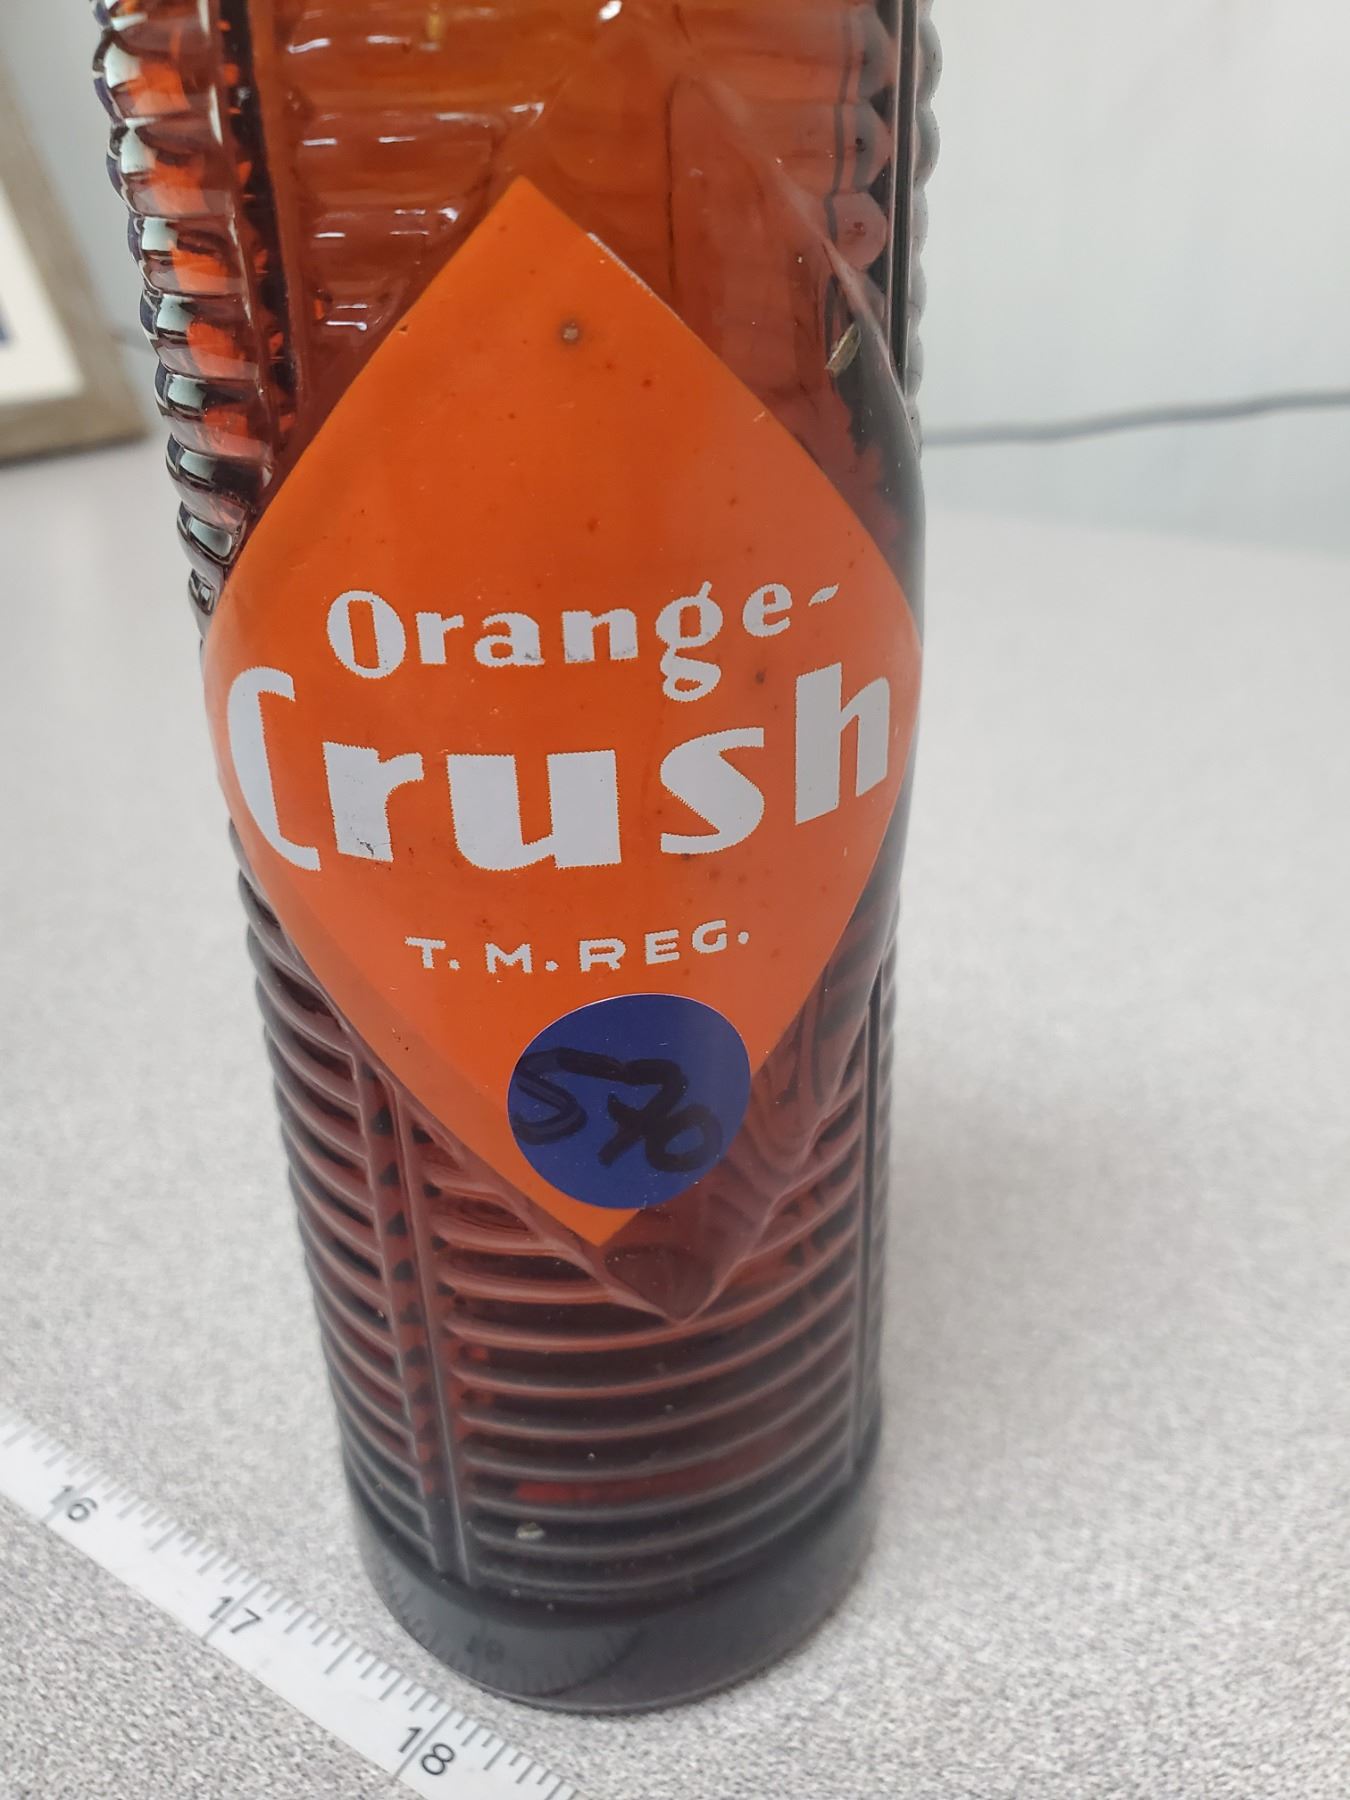 Orange-
Crush
T. M. REG.
570
16
17
18